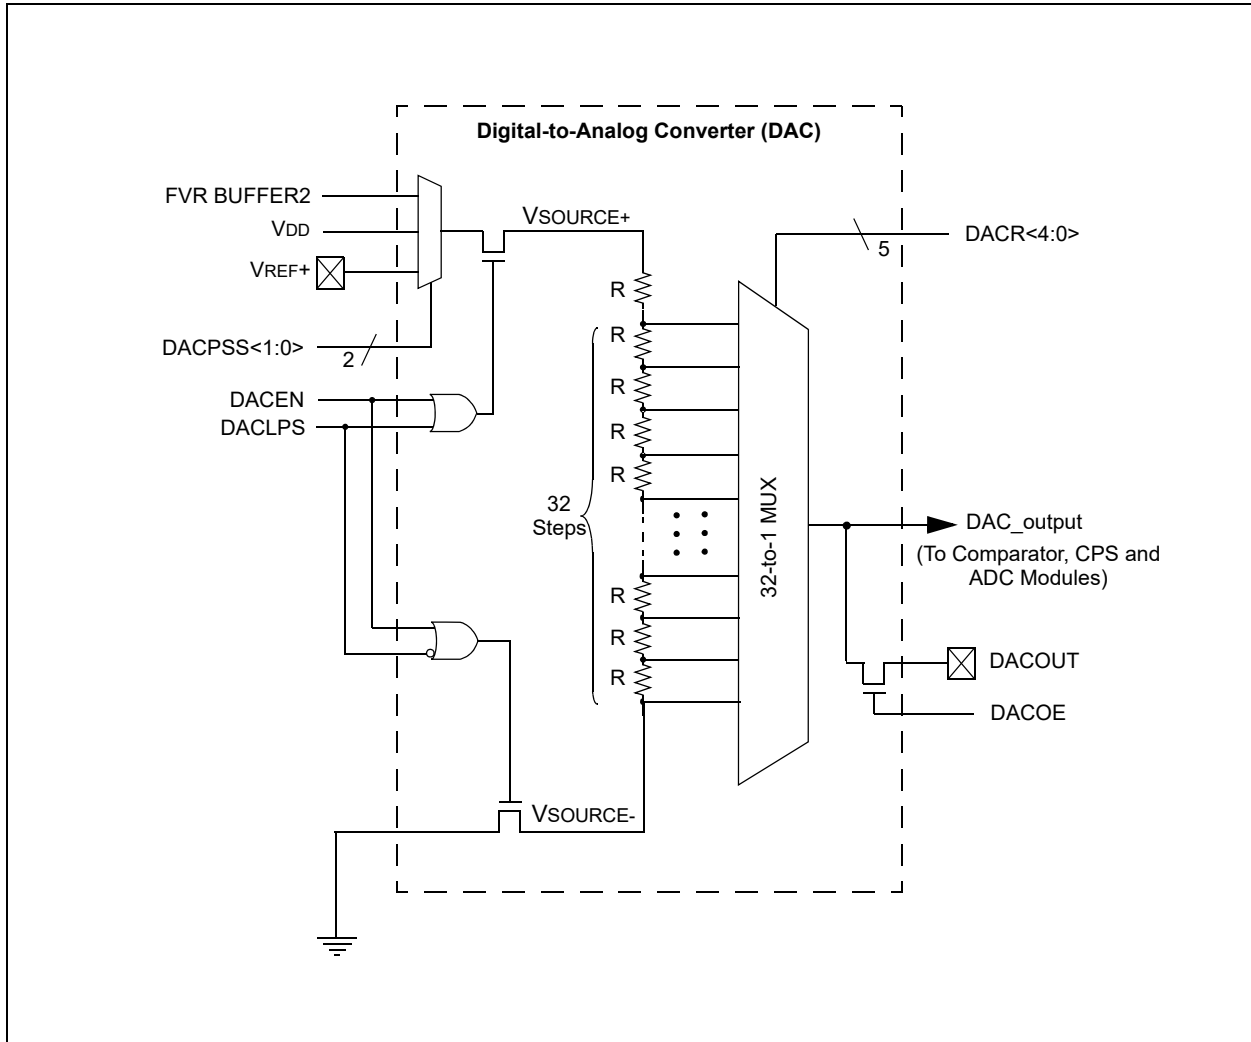 Digital-to-Analog Converter (DAC)
FVR BUFFER2
VDD
VREF+
DACPSS<1:0>
2
DACEN
DACLPS
VSOURCE+
R
R
R
R
R
32
Steps
R
R
R
VSOURCE-
32-to-1 MUX
5
DACR<4:0>
DAC_output
(To Comparator, CPS and
ADC Modules)
DACOUT
DACOE